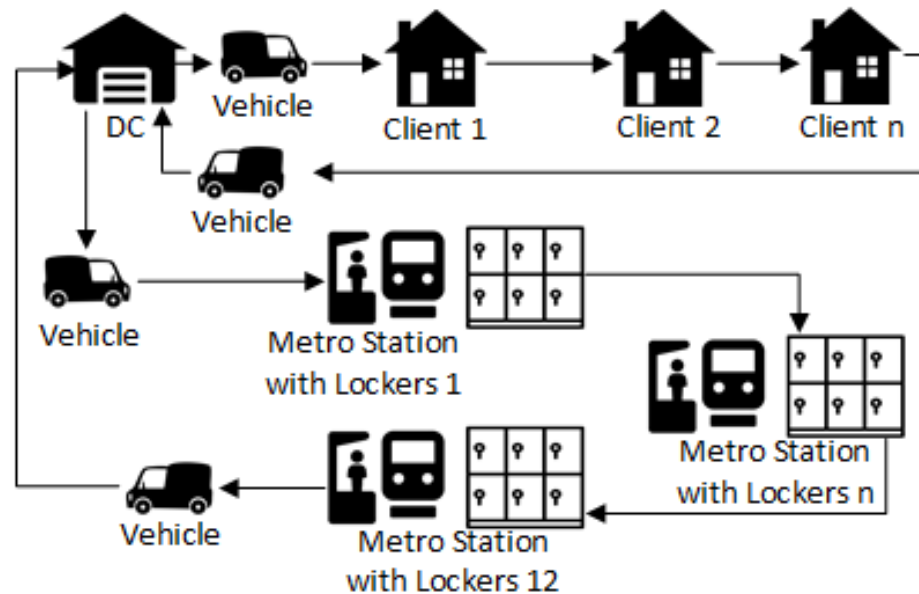 Vehicle
DC
Client 1
Client 2
Client n
Vehicle
Vehicle
Metro Station
with Lockers 1
Metro Station
with Lockers n
Vehicle
Metro Station
with Lockers 12